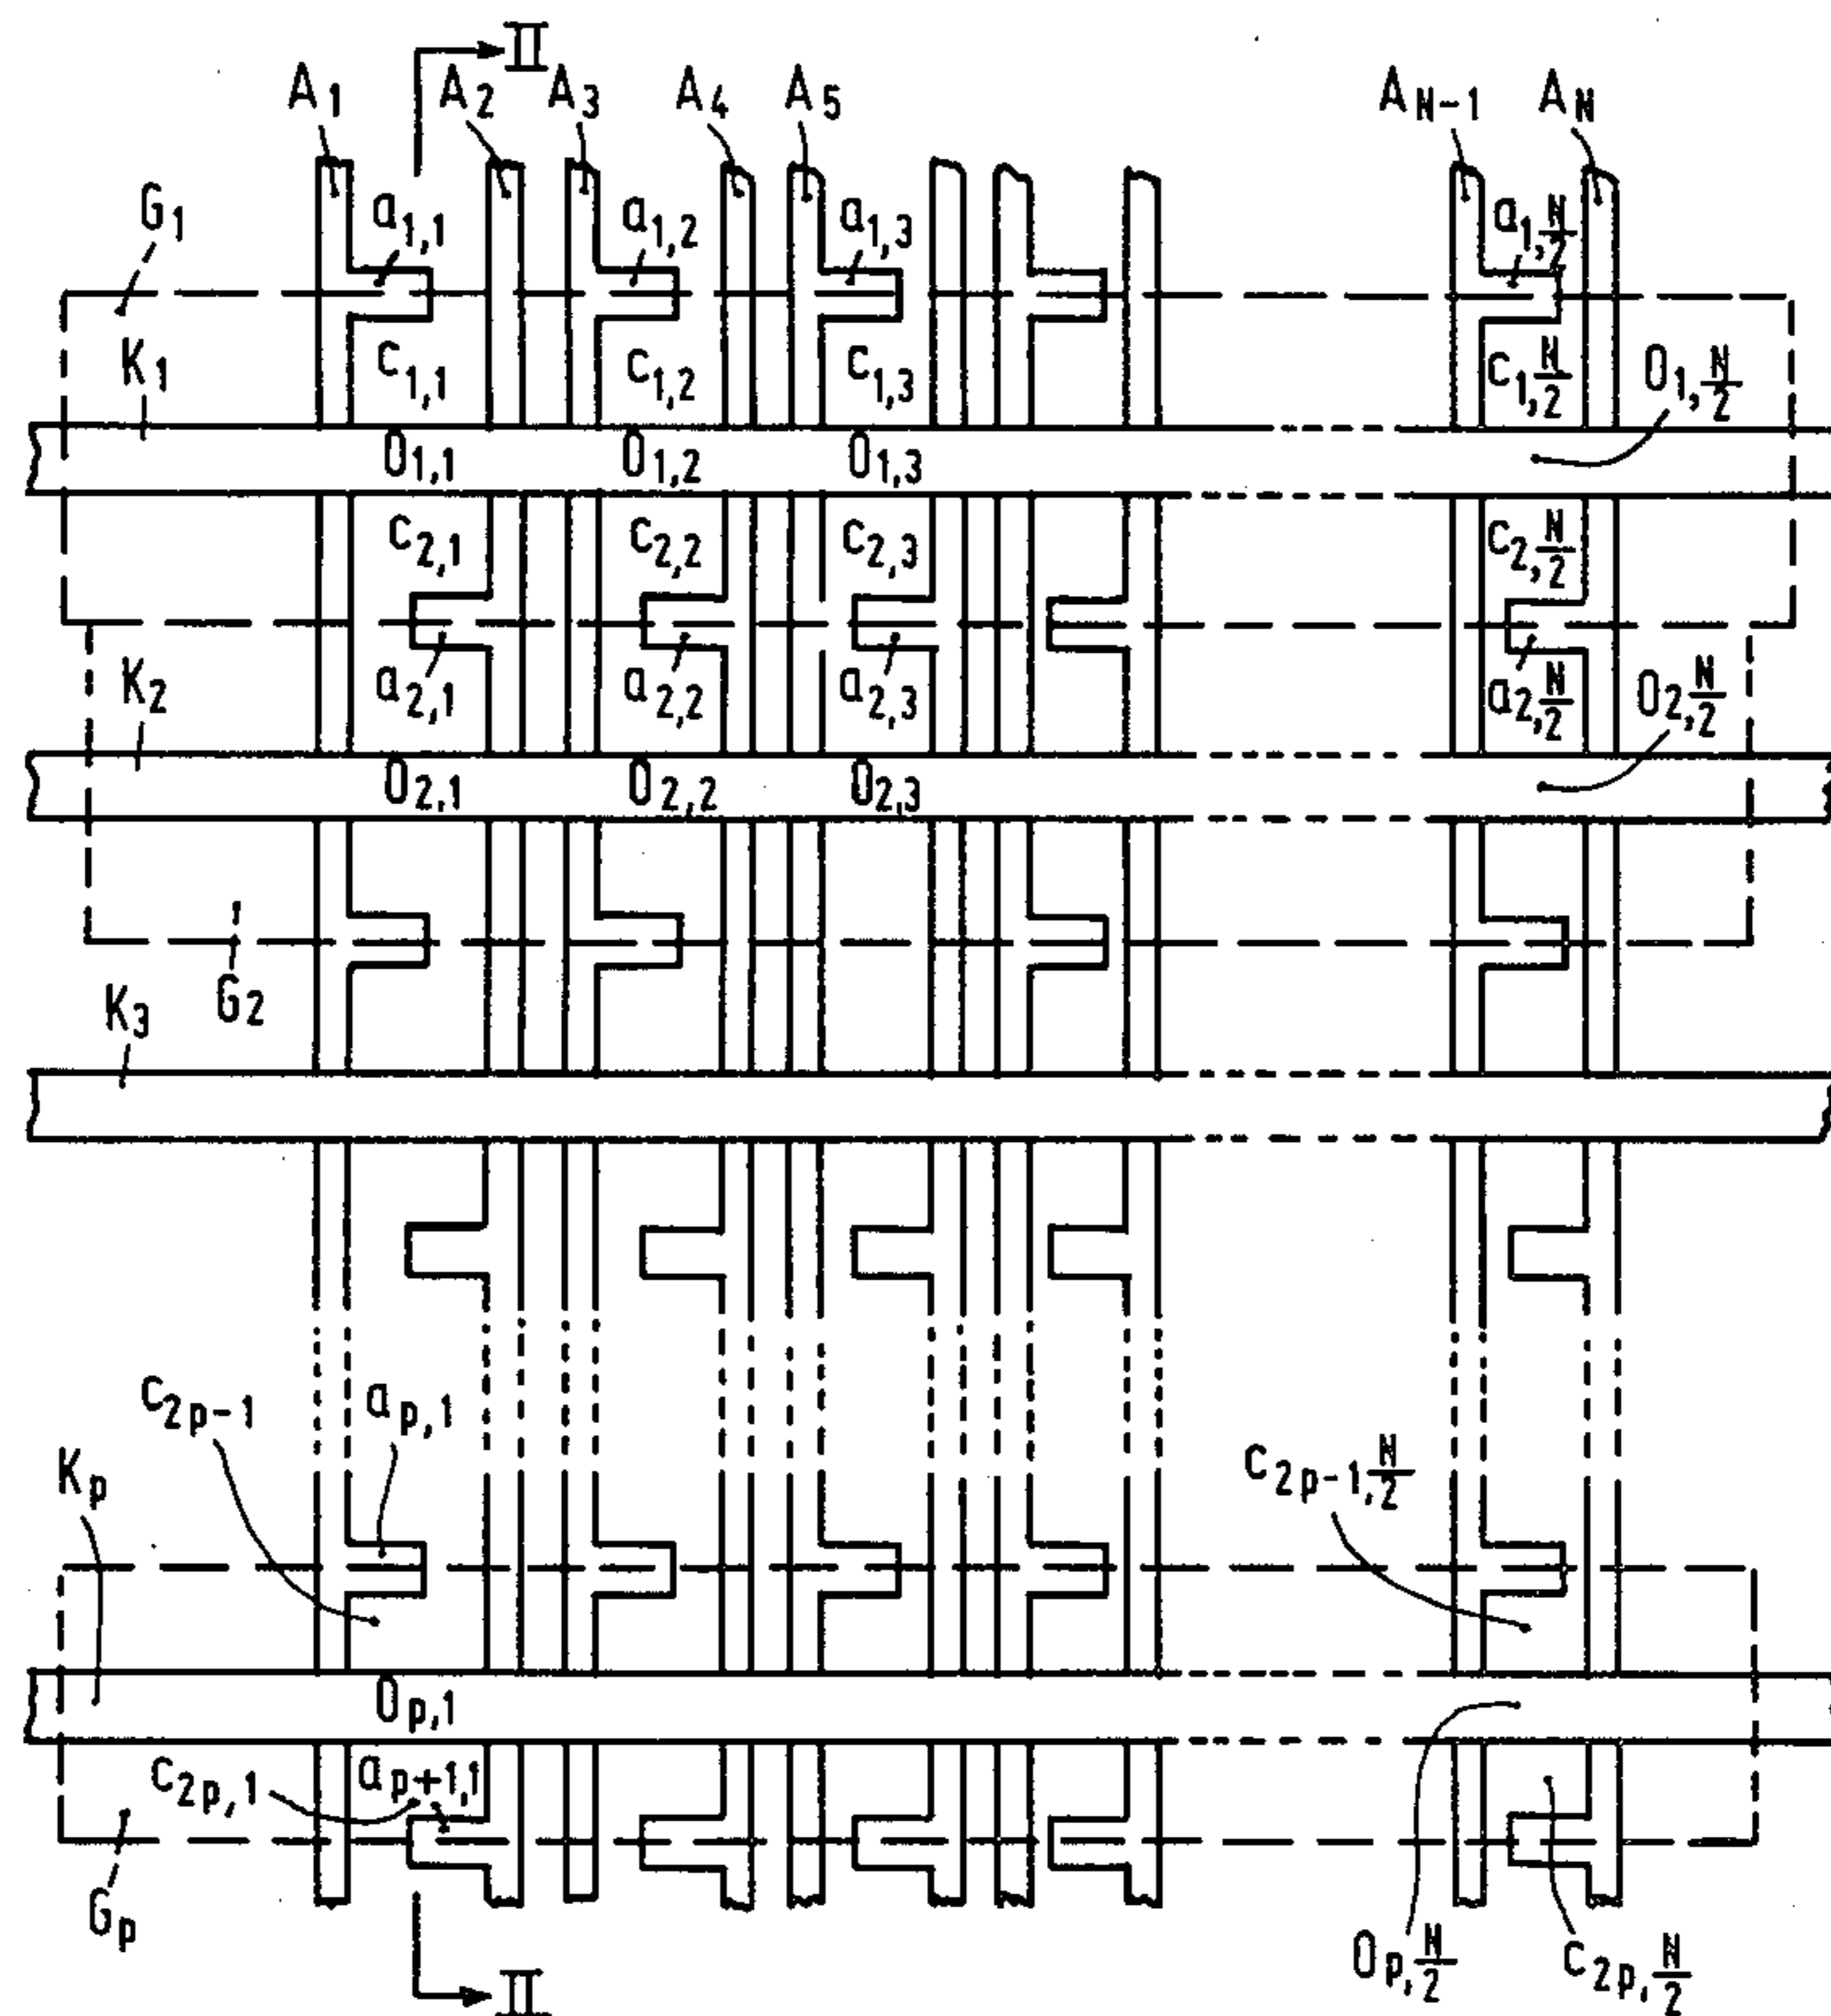 II
A1 A2 A3 A4 A5 AN-1 AN
G1 a1,1 a1,2 a1,3 a1,N/2
K1 c1,1 c1,2 c1,3 c1,N/2 O1,N/2
O1,1 O1,2 O1,3
c2,1 c2,2 c2,3 c2,N/2
K2 a2,1 a2,2 a2,3 a2,N/2 O2,N/2
O2,1 O2,2 O2,3
G2
K3
c2p-1 ap,1
Kp c2p-1,N/2
Op,1
c2p,1 ap+1,1
Gp
Op,N/2 c2p,N/2
II